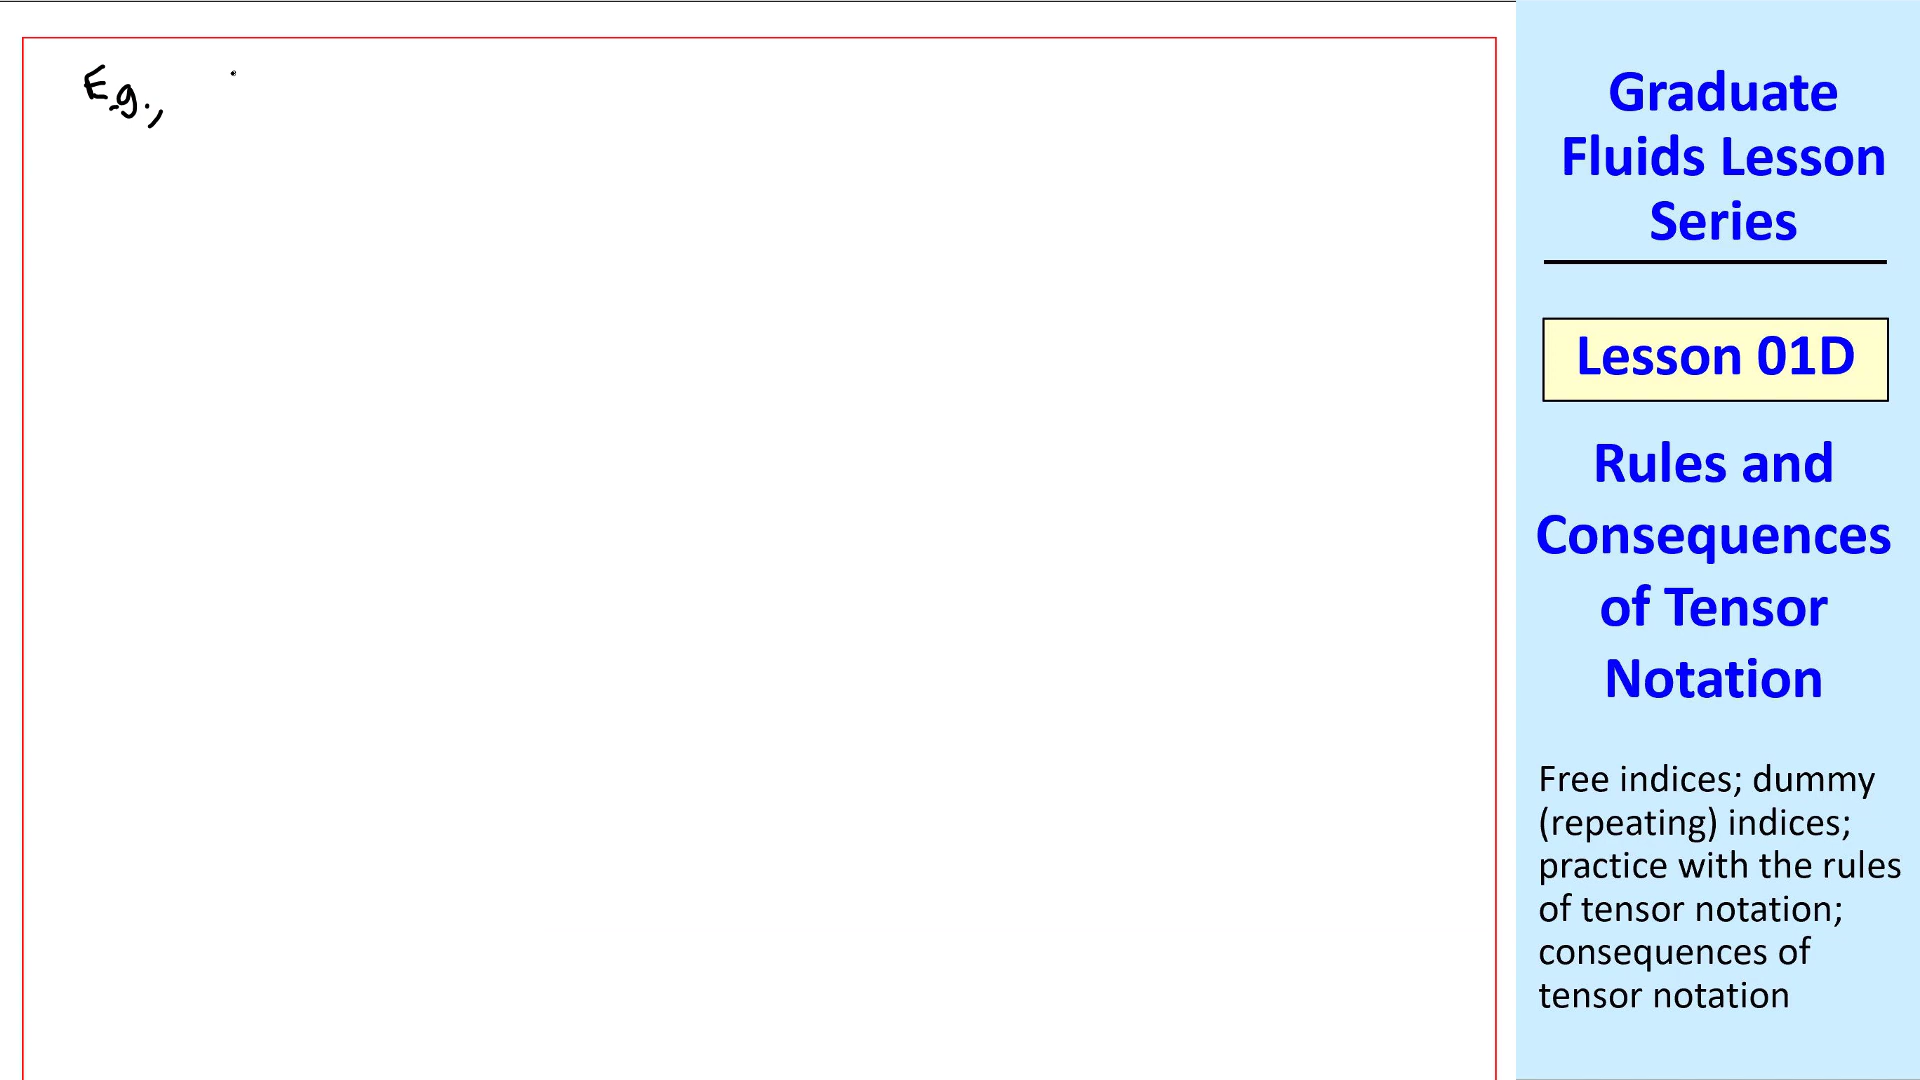 E.g.,
Graduate
Fluids Lesson
Series
Lesson 01D
Rules and
Consequences
of Tensor
Notation
Free indices; dummy
(repeating) indices;
practice with the rules
of tensor notation;
consequences of
tensor notation